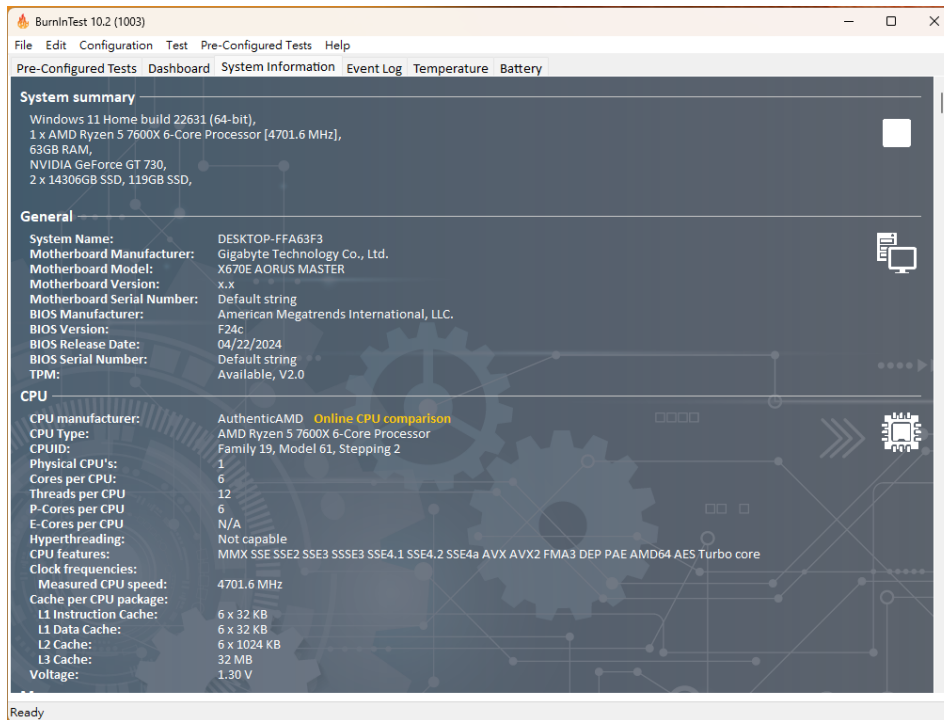 BurnInTest 10.2 (1003)
File Edit Configuration Test Pre-Configured Tests Help
Pre-Configured Tests Dashboard System Information Event Log Temperature Battery
System summary
Windows 11 Home build 22631 (64-bit),
1 x AMD Ryzen 5 7600X 6-Core Processor [4701.6 MHz],
63GB RAM,
NVIDIA GeForce GT 730,
2 x 14306GB SSD, 119GB SSD,
General
System Name: DESKTOP-FFA63F3
Motherboard Manufacturer: Gigabyte Technology Co., Ltd.
Motherboard Model: X670E AORUS MASTER
Motherboard Version: x.x
Motherboard Serial Number: Default string
BIOS Manufacturer: American Megatrends International, LLC.
BIOS Version: F24c
BIOS Release Date: 04/22/2024
BIOS Serial Number: Default string
TPM: Available, V2.0
CPU
CPU manufacturer: AuthenticAMD Online CPU comparison
CPU Type: AMD Ryzen 5 7600X 6-Core Processor
CPUID: Family 19, Model 61, Stepping 2
Physical CPU's: 1
Cores per CPU: 6
Threads per CPU 12
P-Cores per CPU 6
E-Cores per CPU N/A
Hyperthreading: Not capable
CPU features: MMX SSE SSE2 SSE3 SSSE3 SSE4.1 SSE4.2 SSE4a AVX AVX2 FMA3 DEP PAE AMD64 AES Turbo core
Clock frequencies:
Measured CPU speed: 4701.6 MHz
Cache per CPU package:
L1 Instruction Cache: 6 x 32 KB
L1 Data Cache: 6 x 32 KB
L2 Cache: 6 x 1024 KB
L3 Cache: 32 MB
Voltage: 1.30 V
Ready